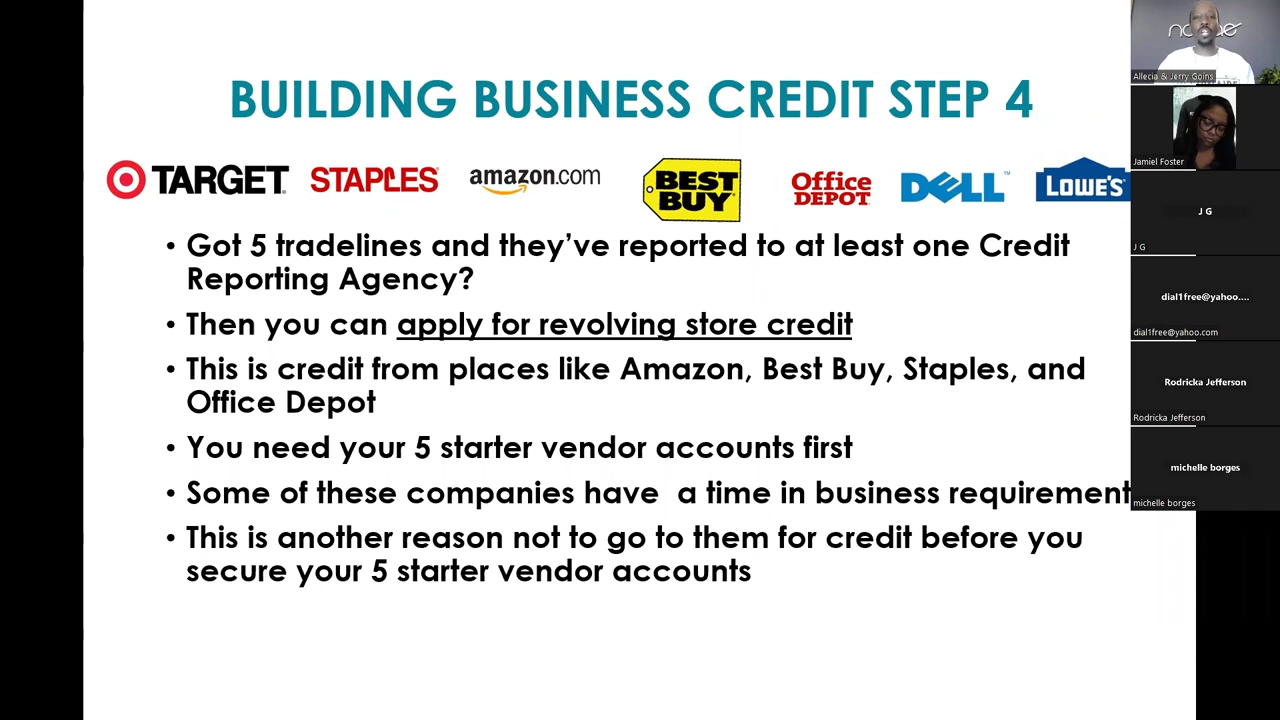 BUILDING BUSINESS CREDIT STEP 4
TARGET
STAPLES
amazon.com
BEST BUY
Office DEPOT
DELL™
LOWE'S
• Got 5 tradelines and they've reported to at least one Credit
Reporting Agency?
• Then you can apply for revolving store credit
• This is credit from places like Amazon, Best Buy, Staples, and
Office Depot
• You need your 5 starter vendor accounts first
• Some of these companies have  a time in business requirement
• This is another reason not to go to them for credit before you
secure your 5 starter vendor accounts
Allecia & Jerry Goins
Jamiel Foster
J G
J G
dial1free@yahoo....
dial1free@yahoo.com
Rodricka Jefferson
Rodricka Jefferson
michelle borges
michelle borges